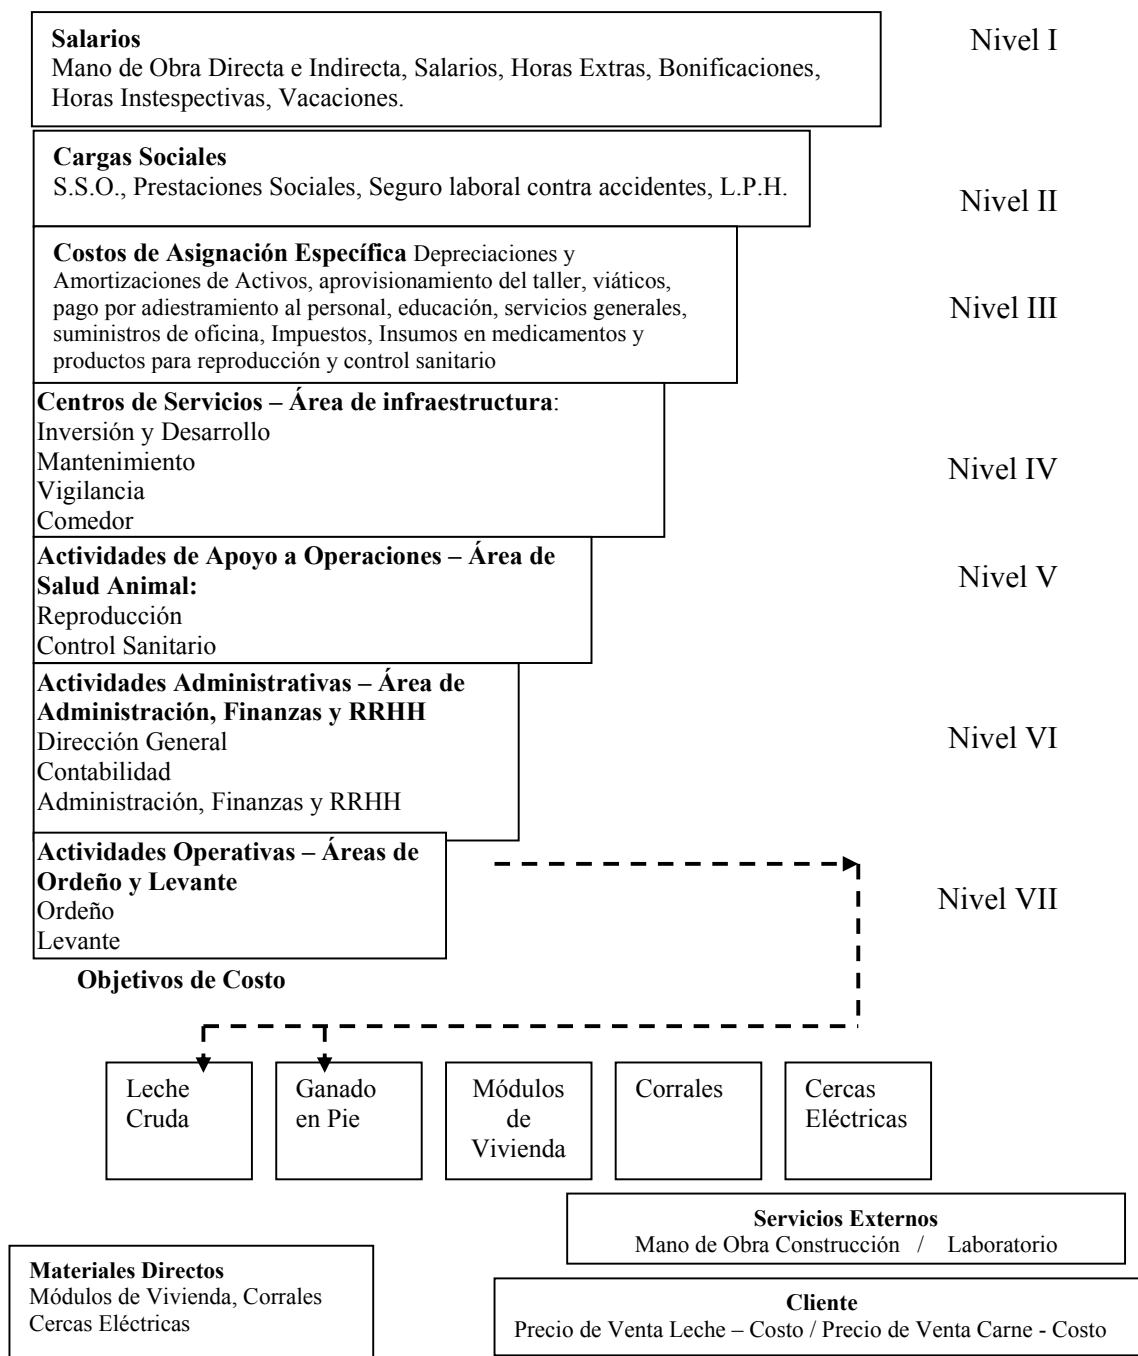 Salarios
Nivel I
Mano de Obra Directa e Indirecta, Salarios, Horas Extras, Bonificaciones,
Horas Instespectivas, Vacaciones.
Cargas Sociales
S.S.O., Prestaciones Sociales, Seguro laboral contra accidentes, L.P.H.
Nivel II
Costos de Asignación Específica Depreciaciones y
Amortizaciones de Activos, aprovisionamiento del taller, viáticos,
pago por adiestramiento al personal, educación, servicios generales,
suministros de oficina, Impuestos, Insumos en medicamentos y
productos para reproducción y control sanitario
Nivel III
Centros de Servicios – Área de infraestructura:
Inversión y Desarrollo
Mantenimiento
Vigilancia
Comedor
Nivel IV
Actividades de Apoyo a Operaciones – Área de
Salud Animal:
Reproducción
Control Sanitario
Nivel V
Actividades Administrativas – Área de
Administración, Finanzas y RRHH
Dirección General
Contabilidad
Administración, Finanzas y RRHH
Nivel VI
Actividades Operativas – Áreas de
Ordeño y Levante
Ordeño
Levante
Nivel VII
Objetivos de Costo
Leche
Cruda
Ganado
en Pie
Módulos
de
Vivienda
Corrales
Cercas
Eléctricas
Servicios Externos
Mano de Obra Construcción / Laboratorio
Materiales Directos
Módulos de Vivienda, Corrales
Cercas Eléctricas
Cliente
Precio de Venta Leche – Costo / Precio de Venta Carne - Costo